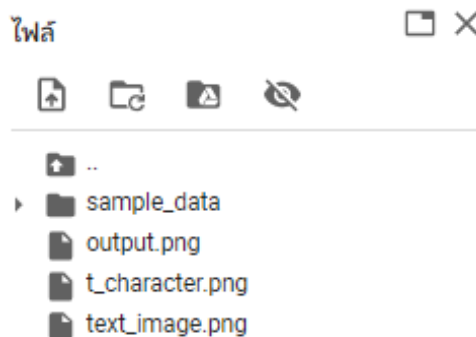 ไฟล์
..
sample_data
output.png
t_character.png
text_image.png